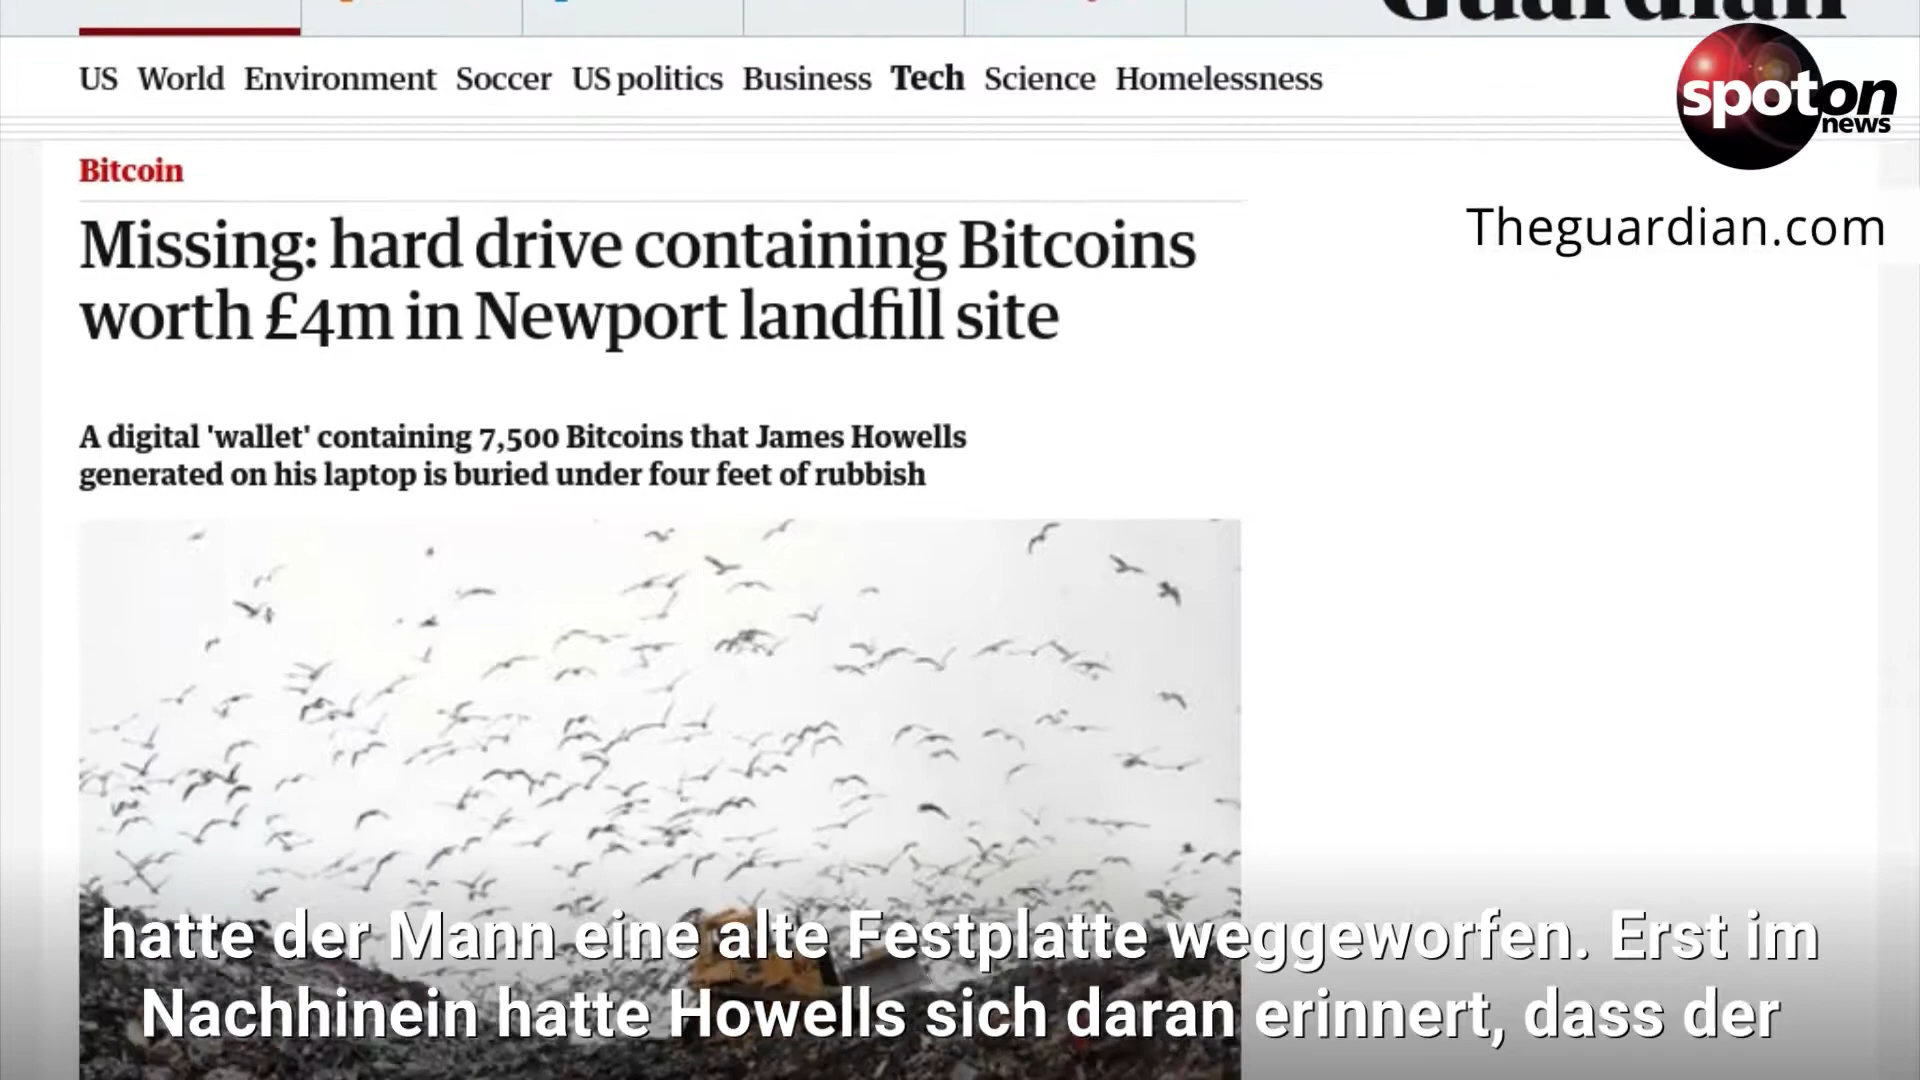 Guardian
US World Environment Soccer US politics Business Tech Science Homelessness
spoton
news
Bitcoin
Theguardian.com
Missing: hard drive containing Bitcoins
worth £4m in Newport landfill site
A digital 'wallet' containing 7,500 Bitcoins that James Howells
generated on his laptop is buried under four feet of rubbish
hatte der Mann eine alte Festplatte weggeworfen. Erst im
Nachhinein hatte Howells sich daran erinnert, dass der